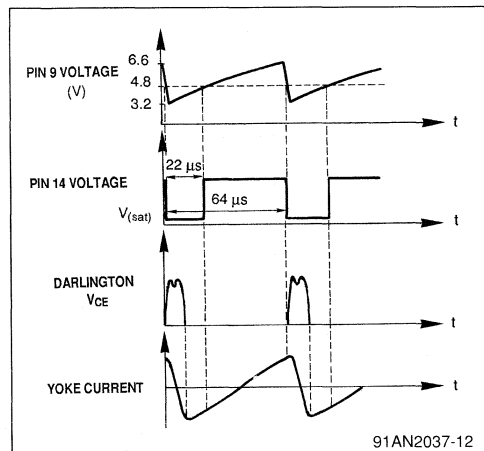 6.6
PIN 9 VOLTAGE
4.8
(V)
3.2
t
22 µs
PIN 14 VOLTAGE
64 µs
V(sat)
t
DARLINGTON
VCE
t
YOKE CURRENT
t
91AN2037-12